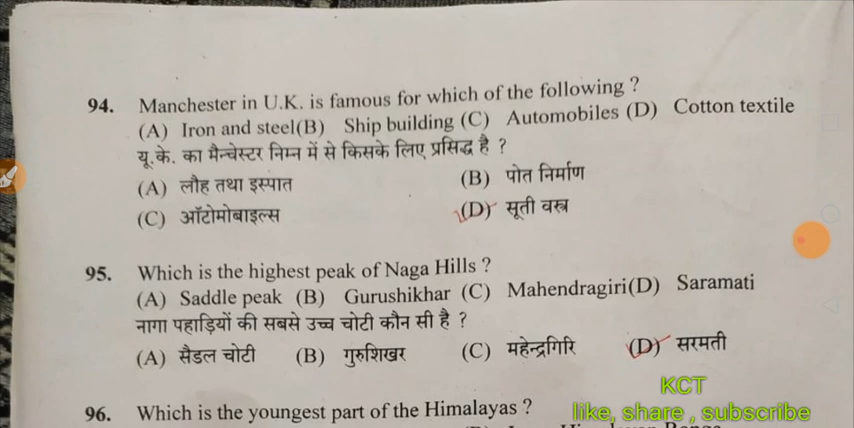 94. Manchester in U.K. is famous for which of the following ?
(A) Iron and steel(B) Ship building (C) Automobiles (D) Cotton textile
यू.के. का मैन्चेस्टर निम्न में से किसके लिए प्रसिद्ध है ?
(A) लौह तथा इस्पात (B) पोत निर्माण
(C) ऑटोमोबाइल्स (D) सूती वस्त्र
95. Which is the highest peak of Naga Hills ?
(A) Saddle peak (B) Gurushikhar (C) Mahendragiri(D) Saramati
नागा पहाड़ियों की सबसे उच्च चोटी कौन सी है ?
(A) सैडल चोटी (B) गुरुशिखर (C) महेन्द्रगिरि (D) सरमती
KCT
96. Which is the youngest part of the Himalayas ?
like, share , subscribe